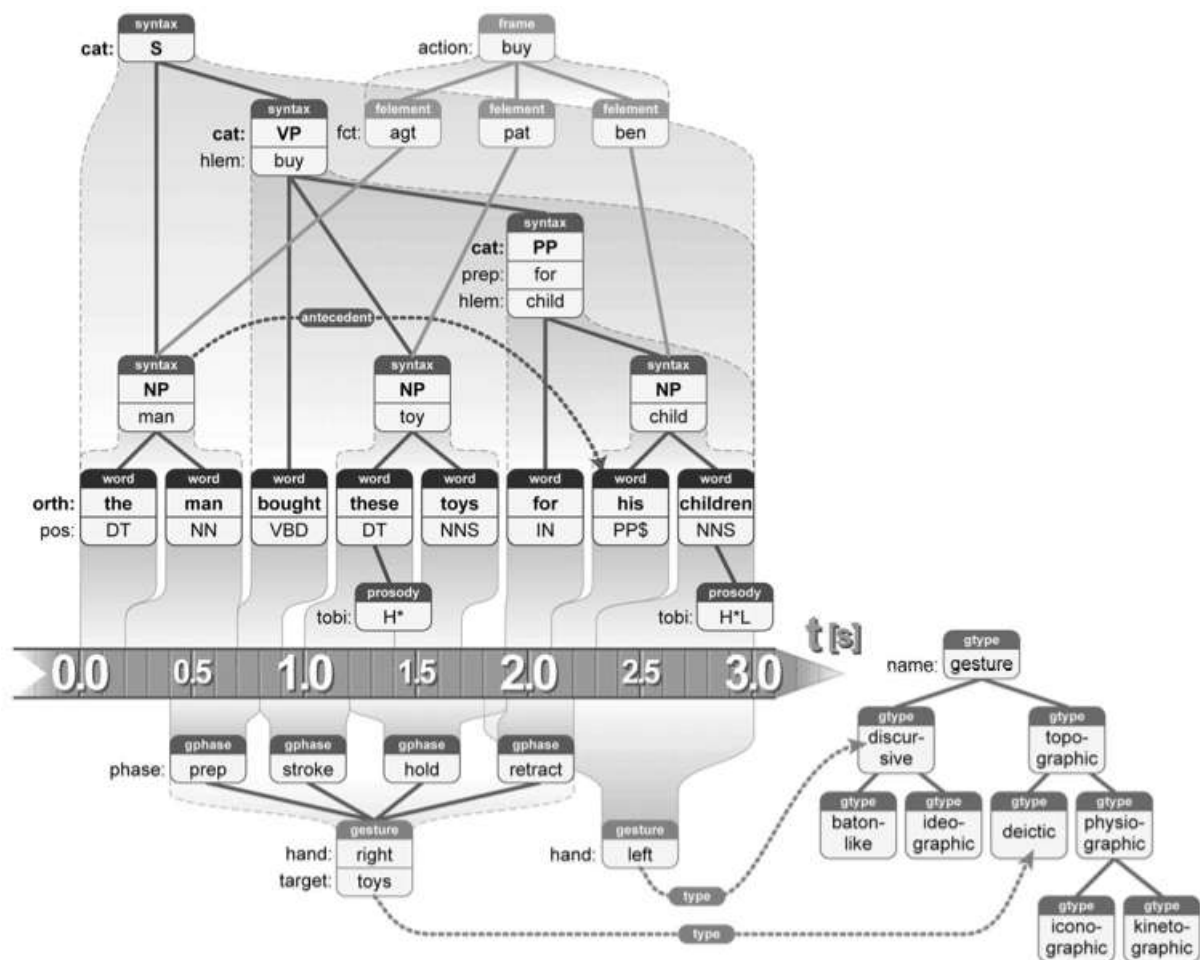 syntax
cat: S
frame
action: buy
syntax
cat: VP
hlem: buy
felement
fct: agt
felement
pat
felement
ben
syntax
cat: PP
prep: for
hlem: child
antecedent
syntax
NP
man
syntax
NP
toy
syntax
NP
child
word word word word word word word word
orth: the man bought these toys for his children
pos: DT NN VBD DT NNS IN PP$ NNS
prosody
tobi: H*
prosody
tobi: H*L
t [s]
0.0 0.5 1.0 1.5 2.0 2.5 3.0
gphase gphase gphase gphase
phase: prep stroke hold retract
gesture
hand: right
target: toys
gesture
hand: left
type
type
gtype
name: gesture
gtype
discur-
sive
gtype
topo-
graphic
gtype
baton-
like
gtype
ideo-
graphic
gtype
deictic
gtype
physio-
graphic
gtype
icono-
graphic
gtype
kineto-
graphic